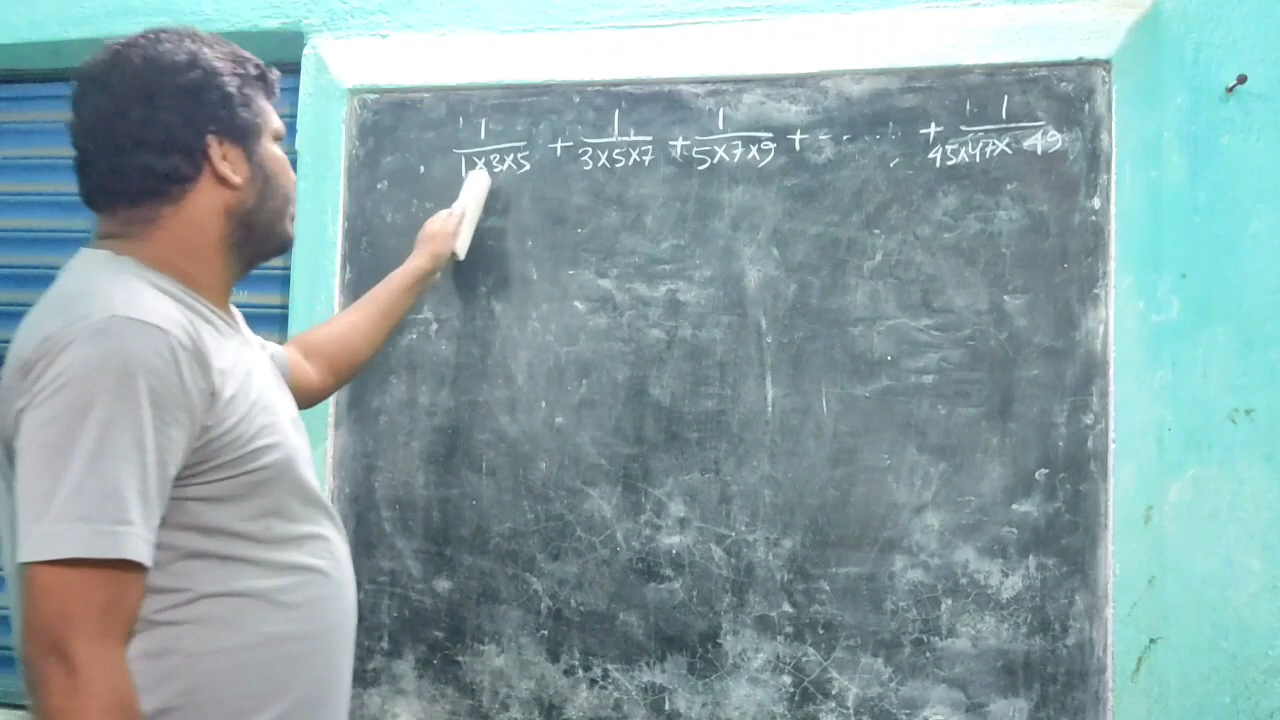 1/(1×3×5) + 1/(3×5×7) + 1/(5×7×9) + ------ + 1/(45×47×49)